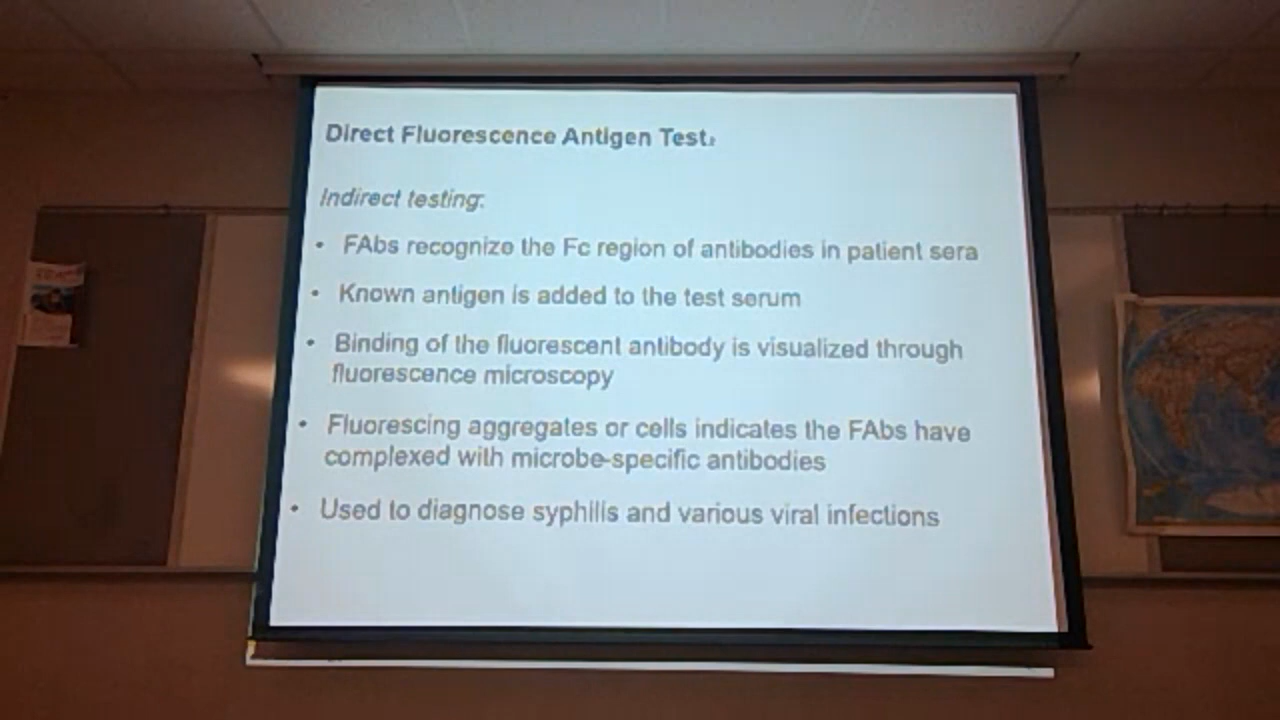 Direct Fluorescence Antigen Test:
Indirect testing:
• FAbs recognize the Fc region of antibodies in patient sera
• Known antigen is added to the test serum
• Binding of the fluorescent antibody is visualized through
fluorescence microscopy
• Fluorescing aggregates or cells indicates the FAbs have
complexed with microbe-specific antibodies
• Used to diagnose syphilis and various viral infections